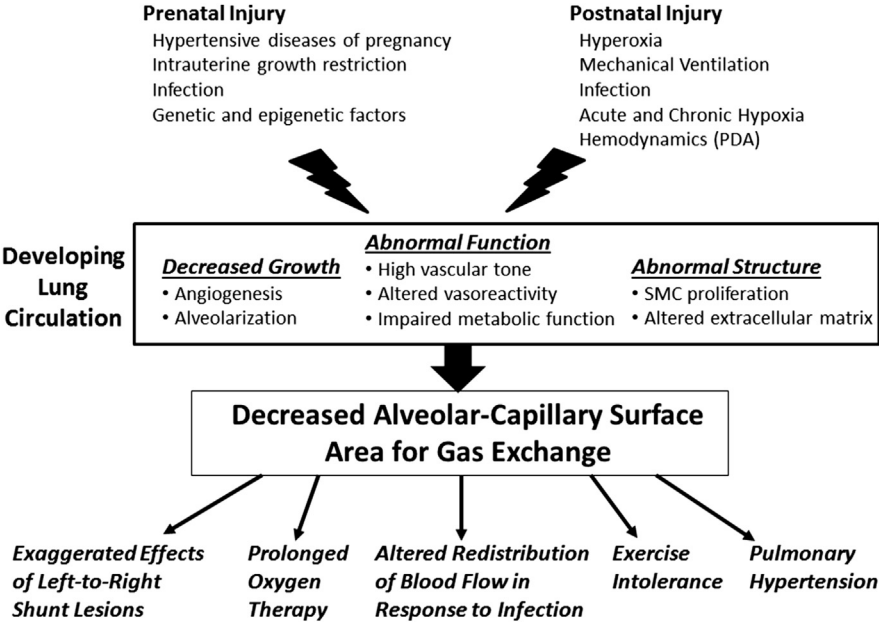 Prenatal Injury
Hypertensive diseases of pregnancy
Intrauterine growth restriction
Infection
Genetic and epigenetic factors
Postnatal Injury
Hyperoxia
Mechanical Ventilation
Infection
Acute and Chronic Hypoxia
Hemodynamics (PDA)
Developing
Lung
Circulation
Decreased Growth
• Angiogenesis
• Alveolarization
Abnormal Function
• High vascular tone
• Altered vasoreactivity
• Impaired metabolic function
Abnormal Structure
• SMC proliferation
• Altered extracellular matrix
Decreased Alveolar-Capillary Surface
Area for Gas Exchange
Exaggerated Effects
of Left-to-Right
Shunt Lesions
Prolonged
Oxygen
Therapy
Altered Redistribution
of Blood Flow in
Response to Infection
Exercise
Intolerance
Pulmonary
Hypertension